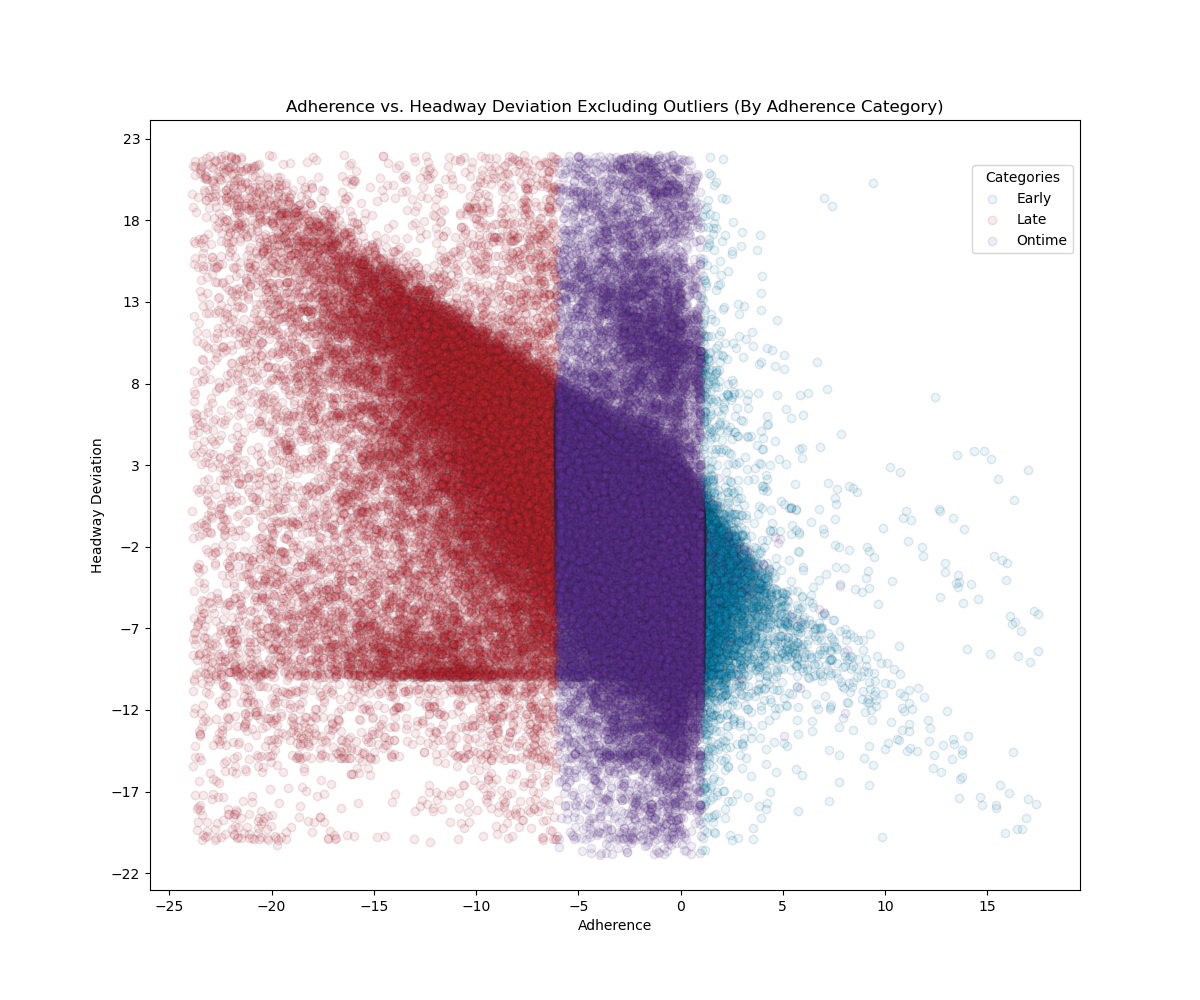 Adherence vs. Headway Deviation Excluding Outliers (By Adherence Category)
23
18
13
8
3
−2
−7
−12
−17
−22
Headway Deviation
Categories
Early
Late
Ontime
−25 −20 −15 −10 −5 0 5 10 15
Adherence